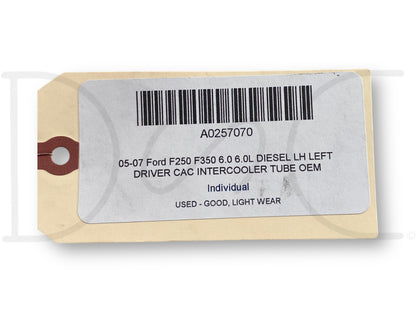 A0257070
05-07 Ford F250 F350 6.0 6.0L DIESEL LH LEFT
DRIVER CAC INTERCOOLER TUBE OEM
Individual
USED - GOOD, LIGHT WEAR